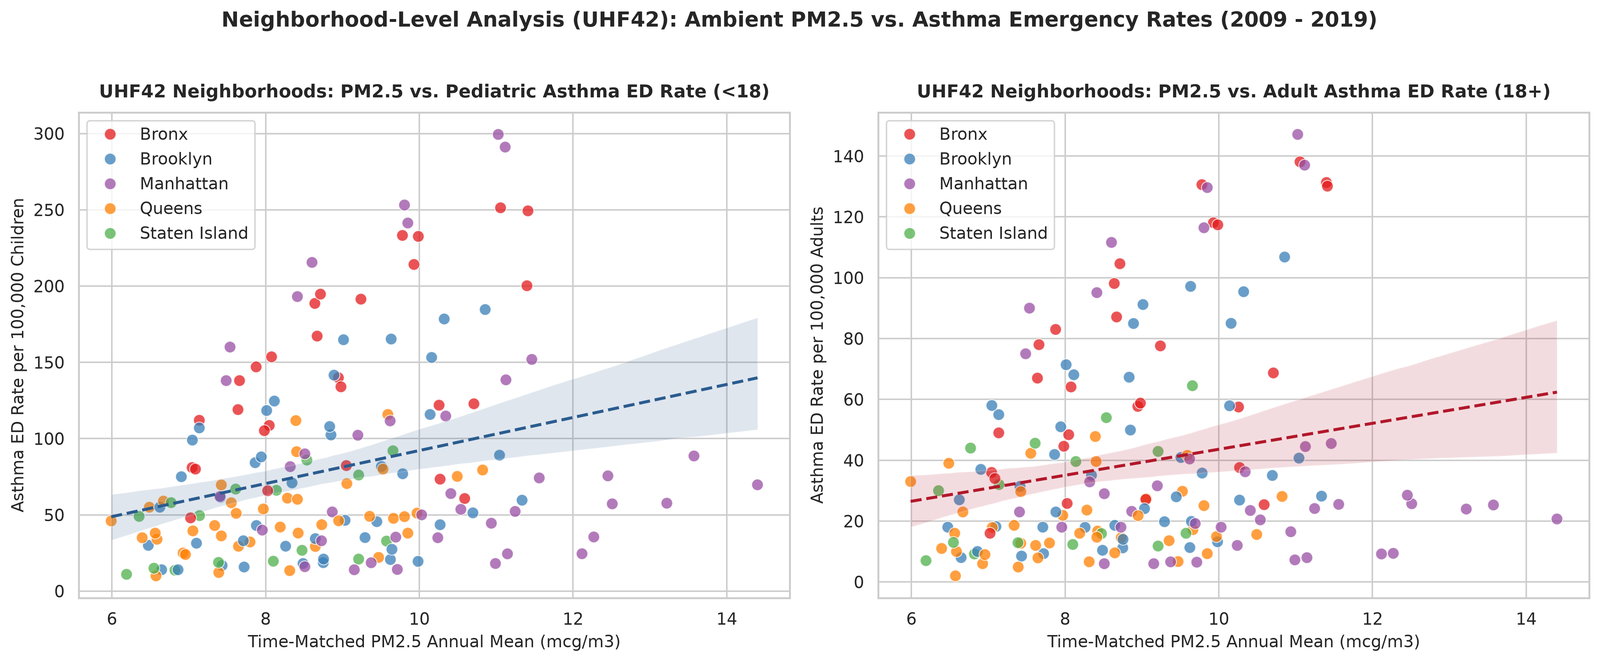 Neighborhood-Level Analysis (UHF42): Ambient PM2.5 vs. Asthma Emergency Rates (2009 - 2019)
UHF42 Neighborhoods: PM2.5 vs. Pediatric Asthma ED Rate (<18)
Bronx
Brooklyn
Manhattan
Queens
Staten Island
Asthma ED Rate per 100,000 Children
300
250
200
150
100
50
0
6 8 10 12 14
Time-Matched PM2.5 Annual Mean (mcg/m3)
UHF42 Neighborhoods: PM2.5 vs. Adult Asthma ED Rate (18+)
Bronx
Brooklyn
Manhattan
Queens
Staten Island
Asthma ED Rate per 100,000 Adults
140
120
100
80
60
40
20
0
6 8 10 12 14
Time-Matched PM2.5 Annual Mean (mcg/m3)